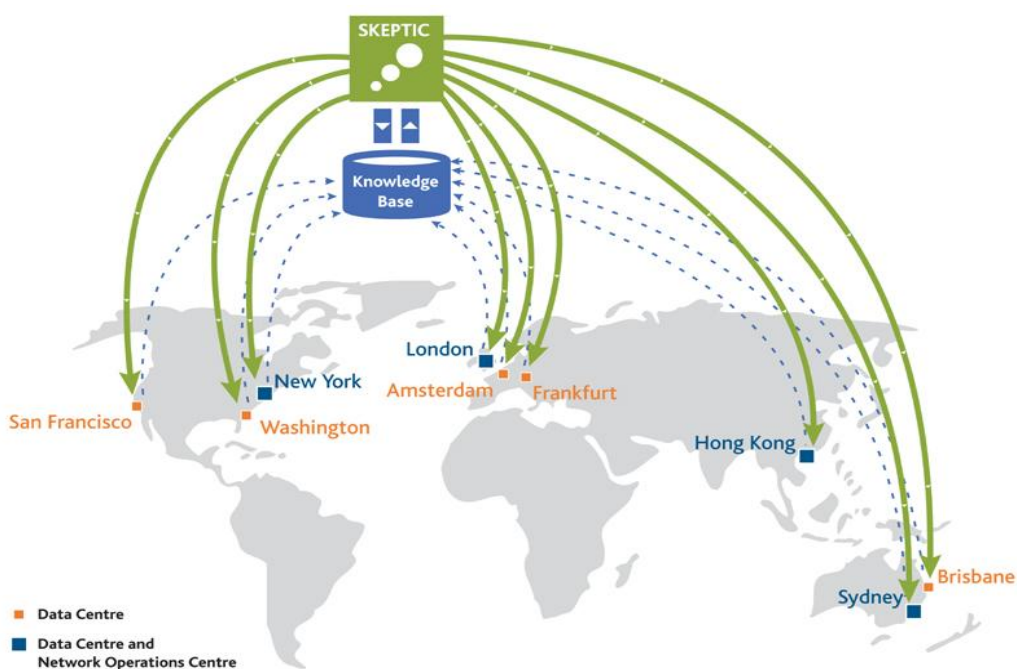 SKEPTIC
Knowledge
Base
London
New York
Amsterdam
Frankfurt
San Francisco
Washington
Hong Kong
Brisbane
Sydney
Data Centre
Data Centre and
Network Operations Centre